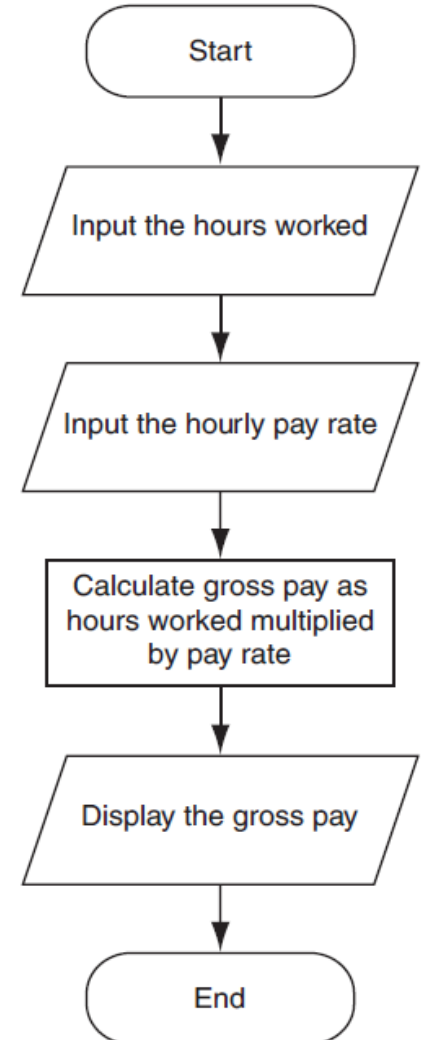 Start
Input the hours worked
Input the hourly pay rate
Calculate gross pay as
hours worked multiplied
by pay rate
Display the gross pay
End